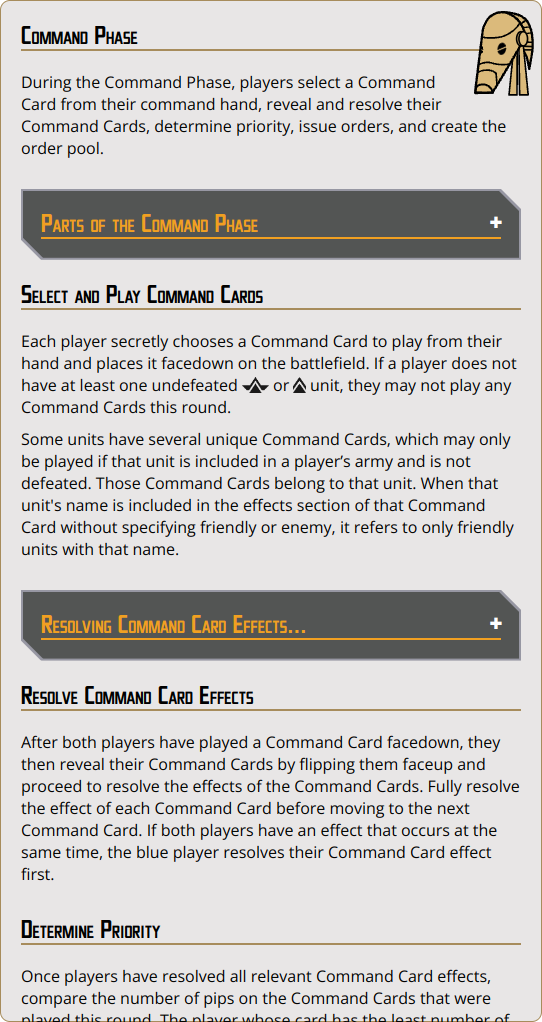 Command Phase
During the Command Phase, players select a Command
Card from their command hand, reveal and resolve their
Command Cards, determine priority, issue orders, and create the
order pool.
Parts of the Command Phase +
Select and Play Command Cards
Each player secretly chooses a Command Card to play from their
hand and places it facedown on the battlefield. If a player does not
have at least one undefeated or unit, they may not play any
Command Cards this round.
Some units have several unique Command Cards, which may only
be played if that unit is included in a player’s army and is not
defeated. Those Command Cards belong to that unit. When that
unit's name is included in the effects section of that Command
Card without specifying friendly or enemy, it refers to only friendly
units with that name.
Resolving Command Card Effects... +
Resolve Command Card Effects
After both players have played a Command Card facedown, they
then reveal their Command Cards by flipping them faceup and
proceed to resolve the effects of the Command Cards. Fully resolve
the effect of each Command Card before moving to the next
Command Card. If both players have an effect that occurs at the
same time, the blue player resolves their Command Card effect
first.
Determine Priority
Once players have resolved all relevant Command Card effects,
compare the number of pips on the Command Cards that were
played this round. The player whose card has the least number of